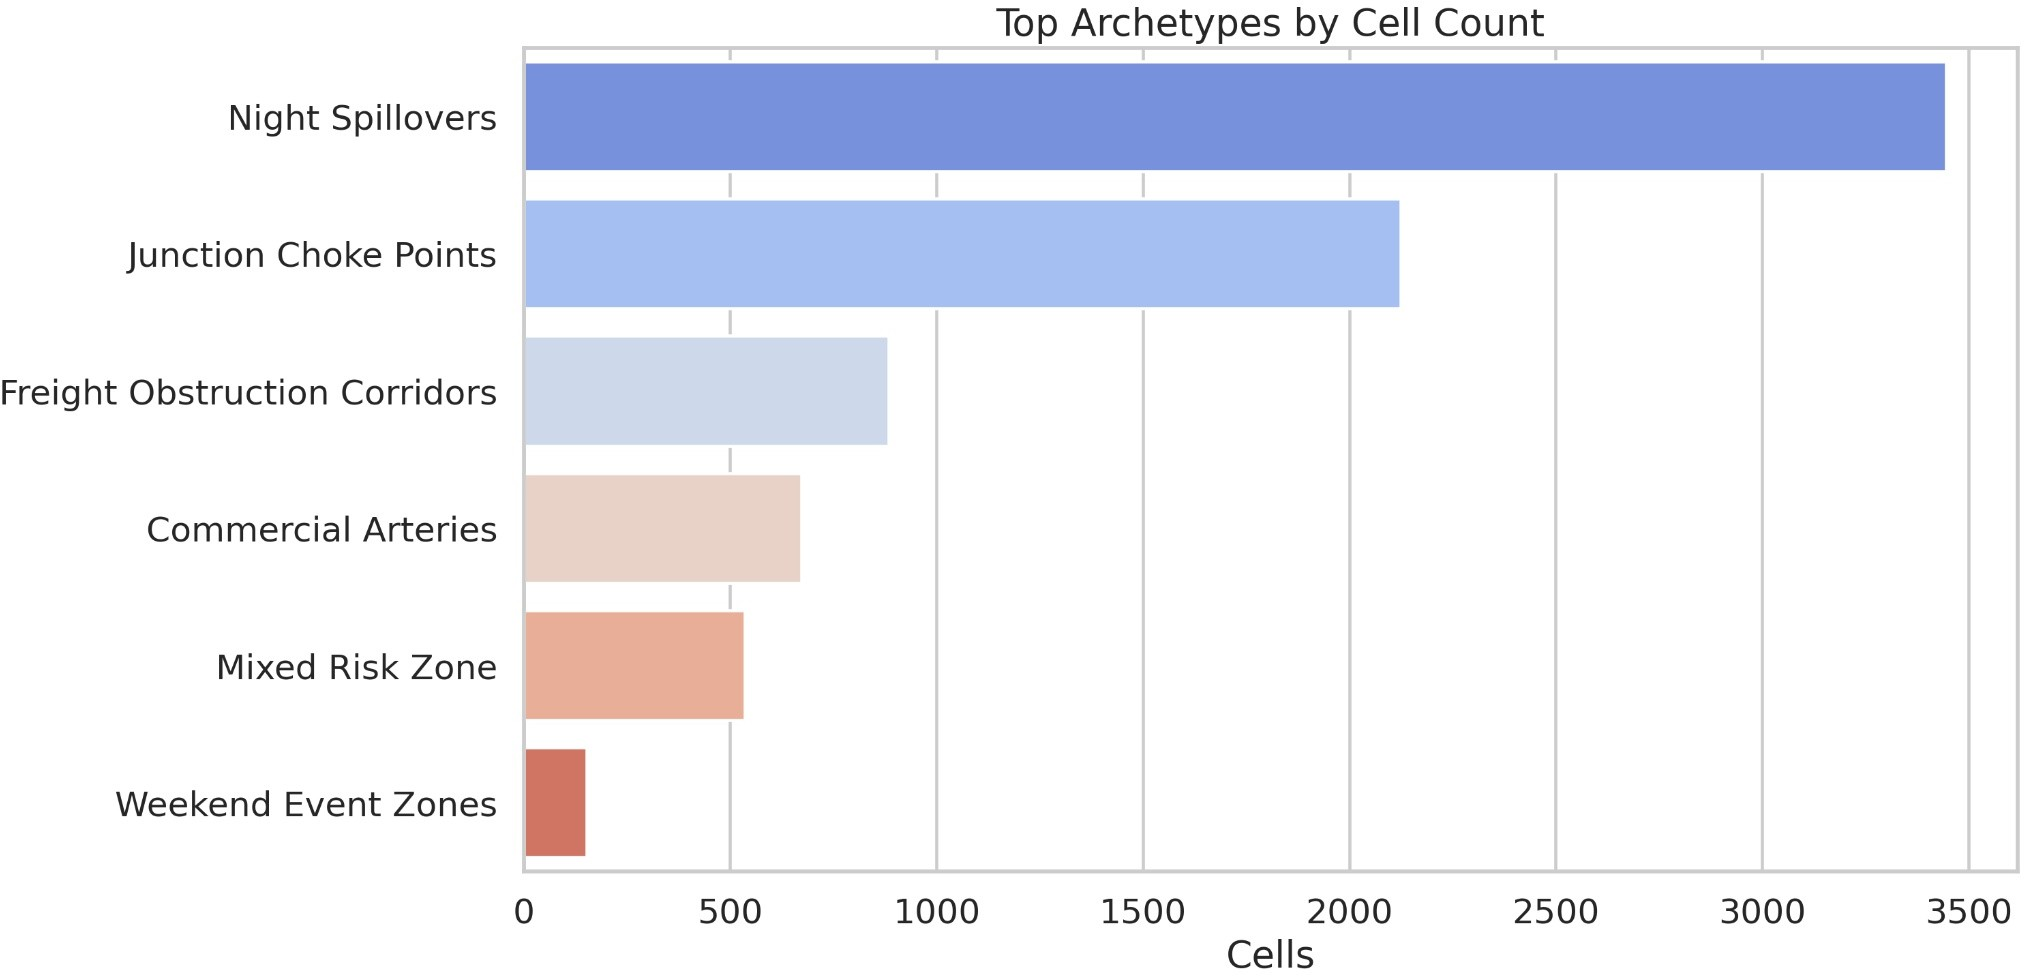 Top Archetypes by Cell Count
Night Spillovers
Junction Choke Points
Freight Obstruction Corridors
Commercial Arteries
Mixed Risk Zone
Weekend Event Zones
0 500 1000 1500 2000 2500 3000 3500
Cells